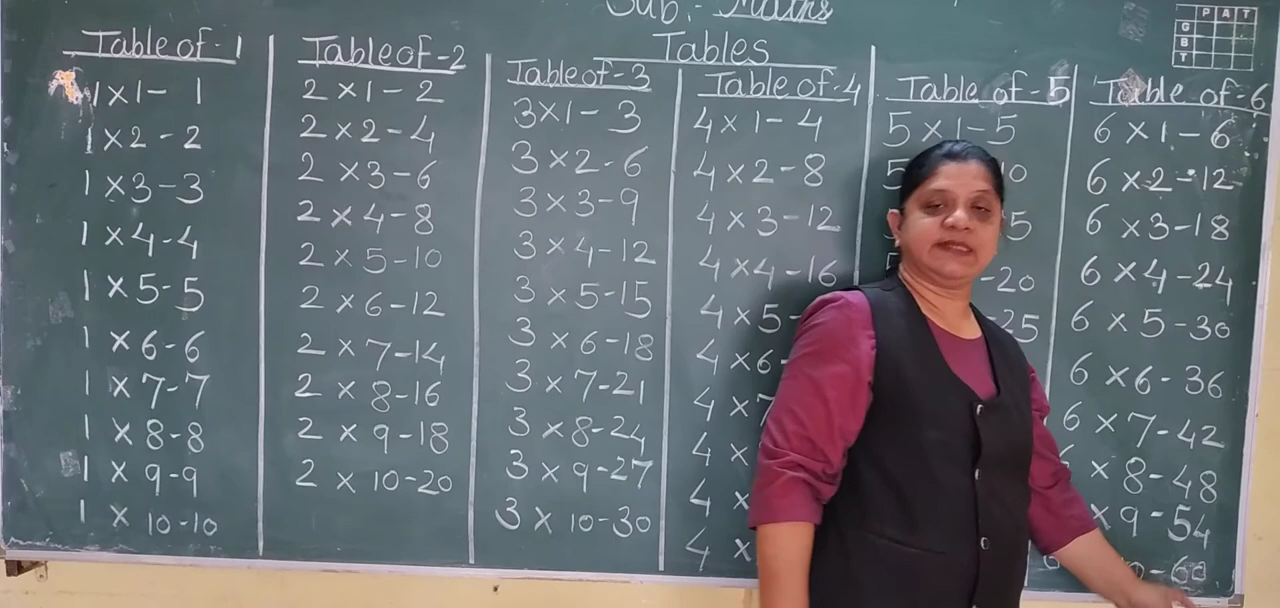 Sub:- Maths
P A T
G
B
T
Tables
Table of - 1
1 x 1 - 1
1 x 2 - 2
1 x 3 - 3
1 x 4 - 4
1 x 5 - 5
1 x 6 - 6
1 x 7 - 7
1 x 8 - 8
1 x 9 - 9
1 x 10 - 10
Table of - 2
2 x 1 - 2
2 x 2 - 4
2 x 3 - 6
2 x 4 - 8
2 x 5 - 10
2 x 6 - 12
2 x 7 - 14
2 x 8 - 16
2 x 9 - 18
2 x 10 - 20
Table of - 3
3 x 1 - 3
3 x 2 - 6
3 x 3 - 9
3 x 4 - 12
3 x 5 - 15
3 x 6 - 18
3 x 7 - 21
3 x 8 - 24
3 x 9 - 27
3 x 10 - 30
Table of - 4
4 x 1 - 4
4 x 2 - 8
4 x 3 - 12
4 x 4 - 16
4 x 5 -
4 x 6 -
4 x 7
4 x
4 x
4 x
Table of - 5
5 x 1 - 5
5 10
5
5 - 20
- 25
Table of - 6
6 x 1 - 6
6 x 2 - 12
6 x 3 - 18
6 x 4 - 24
6 x 5 - 30
6 x 6 - 36
6 x 7 - 42
6 x 8 - 48
x 9 - 54
0 - 60